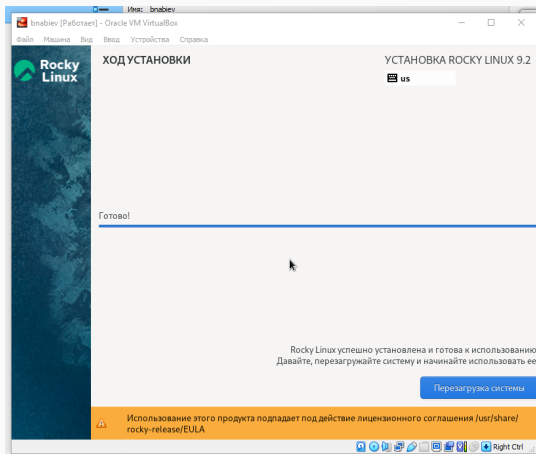 Имя: bnabiev
bnabiev [Работает] - Oracle VM VirtualBox
Файл Машина Вид Ввод Устройства Справка
Rocky Linux
ХОД УСТАНОВКИ
УСТАНОВКА ROCKY LINUX 9.2
us
Готово!
Rocky Linux успешно установлена и готова к использованию
Давайте, перезагружайте систему и начинайте использовать ее
Перезагрузка системы
Использование этого продукта подпадает под действие лицензионного соглашения /usr/share/
rocky-release/EULA
Right Ctrl